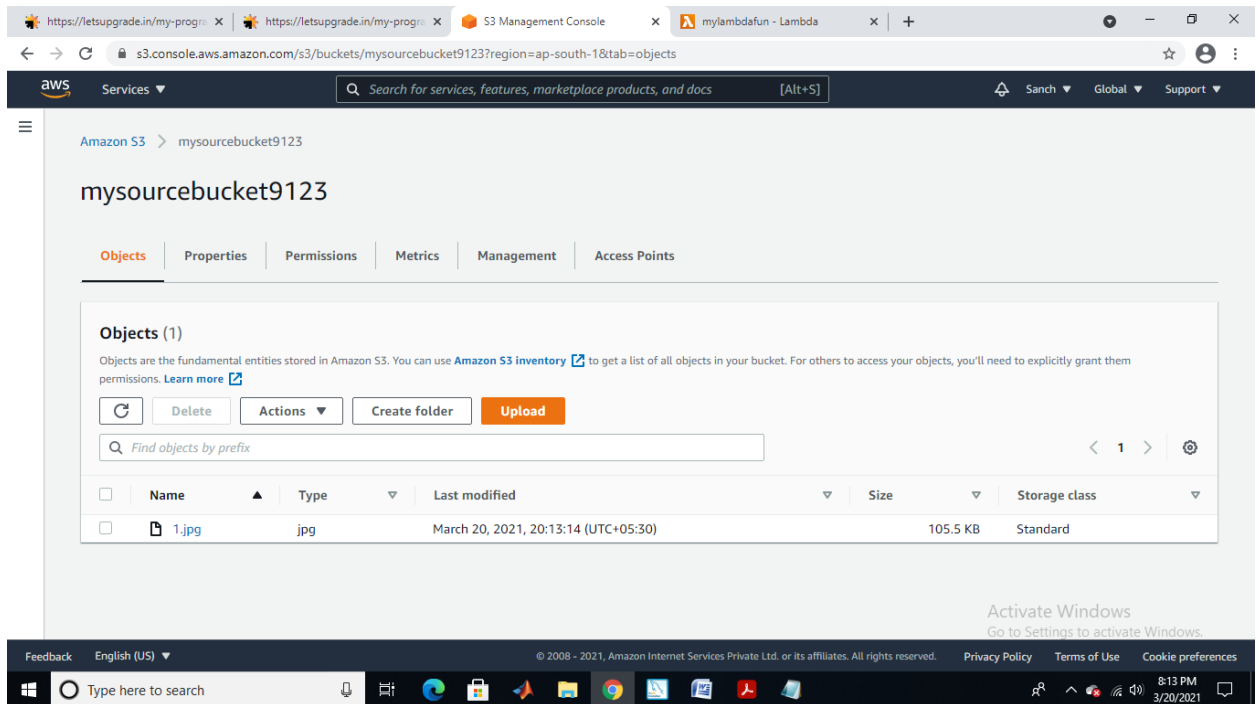 https://letsupgrade.in/my-progra
https://letsupgrade.in/my-progra
S3 Management Console
mylambdafun - Lambda
s3.console.aws.amazon.com/s3/buckets/mysourcebucket9123?region=ap-south-1&tab=objects
aws Services ▼ Search for services, features, marketplace products, and docs [Alt+S] Sanch ▼ Global ▼ Support ▼
Amazon S3 > mysourcebucket9123
mysourcebucket9123
Objects Properties Permissions Metrics Management Access Points
Objects (1)
Objects are the fundamental entities stored in Amazon S3. You can use Amazon S3 inventory to get a list of all objects in your bucket. For others to access your objects, you'll need to explicitly grant them
permissions. Learn more
Delete Actions ▼ Create folder Upload
Find objects by prefix < 1 >
Name ▲ Type Last modified Size Storage class
1.jpg jpg March 20, 2021, 20:13:14 (UTC+05:30) 105.5 KB Standard
Activate Windows
Go to Settings to activate Windows.
Feedback English (US) ▼ © 2008 - 2021, Amazon Internet Services Private Ltd. or its affiliates. All rights reserved. Privacy Policy Terms of Use Cookie preferences
Type here to search 8:13 PM
3/20/2021